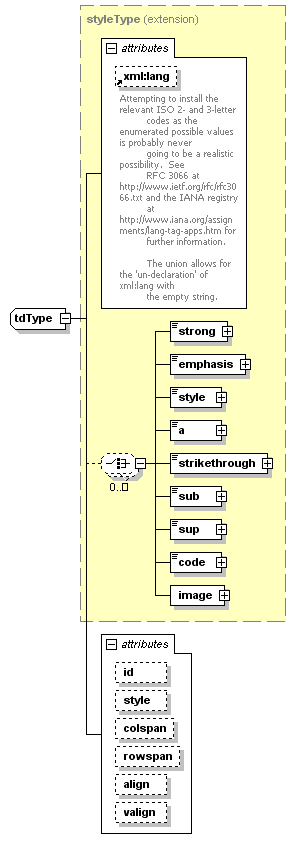 styleType (extension)
attributes
xml:lang
Attempting to install the
relevant ISO 2- and 3-letter
codes as the
enumerated possible values
is probably never
going to be a realistic
possibility.  See
RFC 3066 at
http://www.ietf.org/rfc/rfc30
66.txt and the IANA registry
at
http://www.iana.org/assign
ments/lang-tag-apps.htm for
further information.
The union allows for
the 'un-declaration' of
xml:lang with
the empty string.
tdType
strong
emphasis
style
a
strikethrough
sub
sup
code
image
0..□
attributes
id
style
colspan
rowspan
align
valign